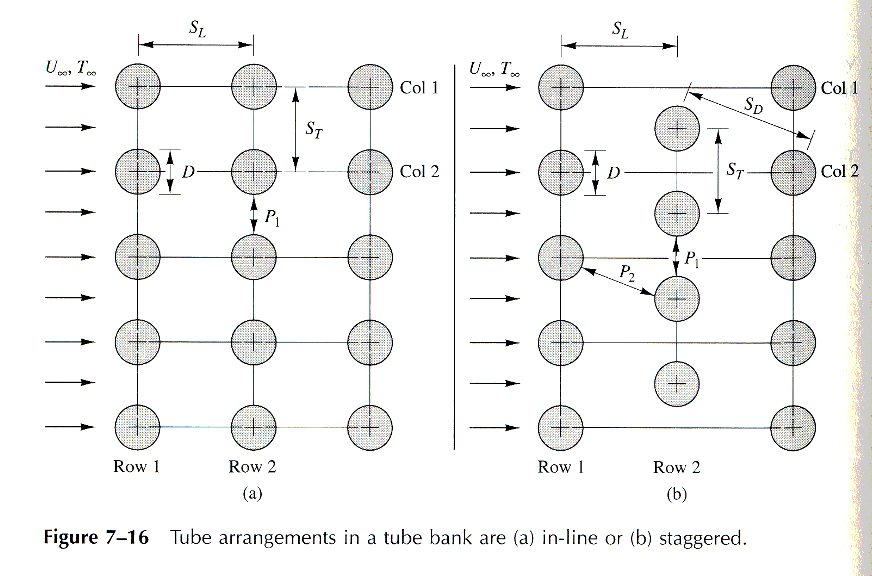 S_L
U_∞, T_∞
Col 1
S_T
D
Col 2
P_1
Row 1
Row 2
(a)
S_L
U_∞, T_∞
Col 1
S_D
D
S_T
Col 2
P_1
P_2
Row 1
Row 2
(b)
Figure 7–16 Tube arrangements in a tube bank are (a) in-line or (b) staggered.